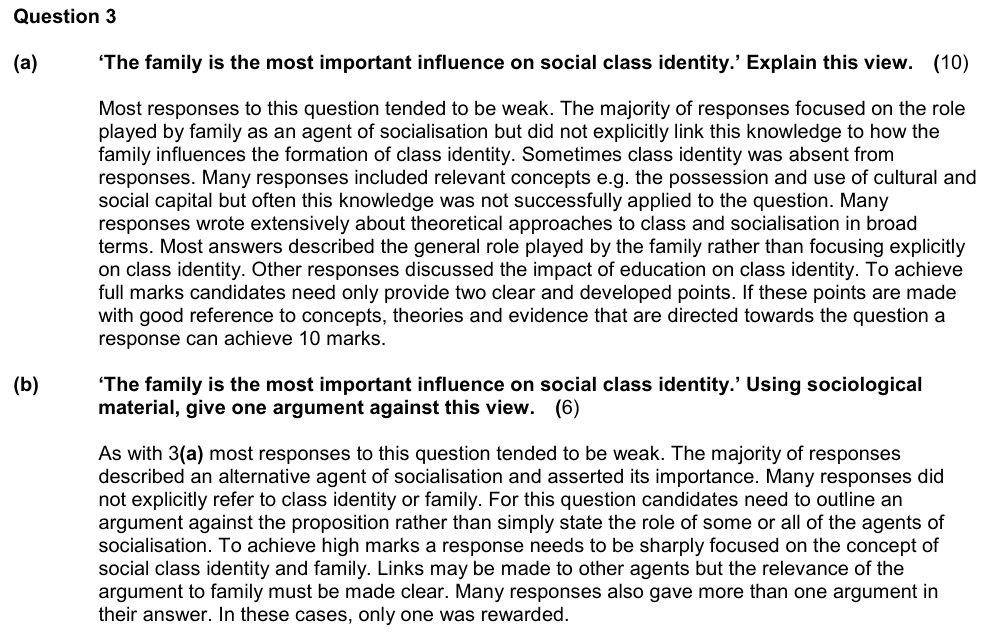 Question 3
(a) ‘The family is the most important influence on social class identity.’ Explain this view. (10)
Most responses to this question tended to be weak. The majority of responses focused on the role
played by family as an agent of socialisation but did not explicitly link this knowledge to how the
family influences the formation of class identity. Sometimes class identity was absent from
responses. Many responses included relevant concepts e.g. the possession and use of cultural and
social capital but often this knowledge was not successfully applied to the question. Many
responses wrote extensively about theoretical approaches to class and socialisation in broad
terms. Most answers described the general role played by the family rather than focusing explicitly
on class identity. Other responses discussed the impact of education on class identity. To achieve
full marks candidates need only provide two clear and developed points. If these points are made
with good reference to concepts, theories and evidence that are directed towards the question a
response can achieve 10 marks.
(b) ‘The family is the most important influence on social class identity.’ Using sociological
material, give one argument against this view. (6)
As with 3(a) most responses to this question tended to be weak. The majority of responses
described an alternative agent of socialisation and asserted its importance. Many responses did
not explicitly refer to class identity or family. For this question candidates need to outline an
argument against the proposition rather than simply state the role of some or all of the agents of
socialisation. To achieve high marks a response needs to be sharply focused on the concept of
social class identity and family. Links may be made to other agents but the relevance of the
argument to family must be made clear. Many responses also gave more than one argument in
their answer. In these cases, only one was rewarded.